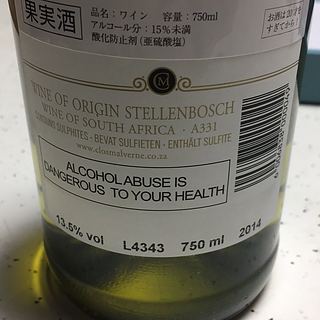 果実酒
品名：ワイン 容量：750ml
アルコール分：15％未満
酸化防止剤（亜硫酸塩）
お酒は20才を
すぎてから！
M
WINE OF ORIGIN STELLENBOSCH
WINE OF SOUTH AFRICA · A331
SULPHITES • BEVAT SULFIETEN • ENTHÄLT SULFITE
www.closmalverne.co.za
ALCOHOL ABUSE IS
DANGEROUS TO YOUR HEALTH
13.5% vol L4343 750 ml 2014